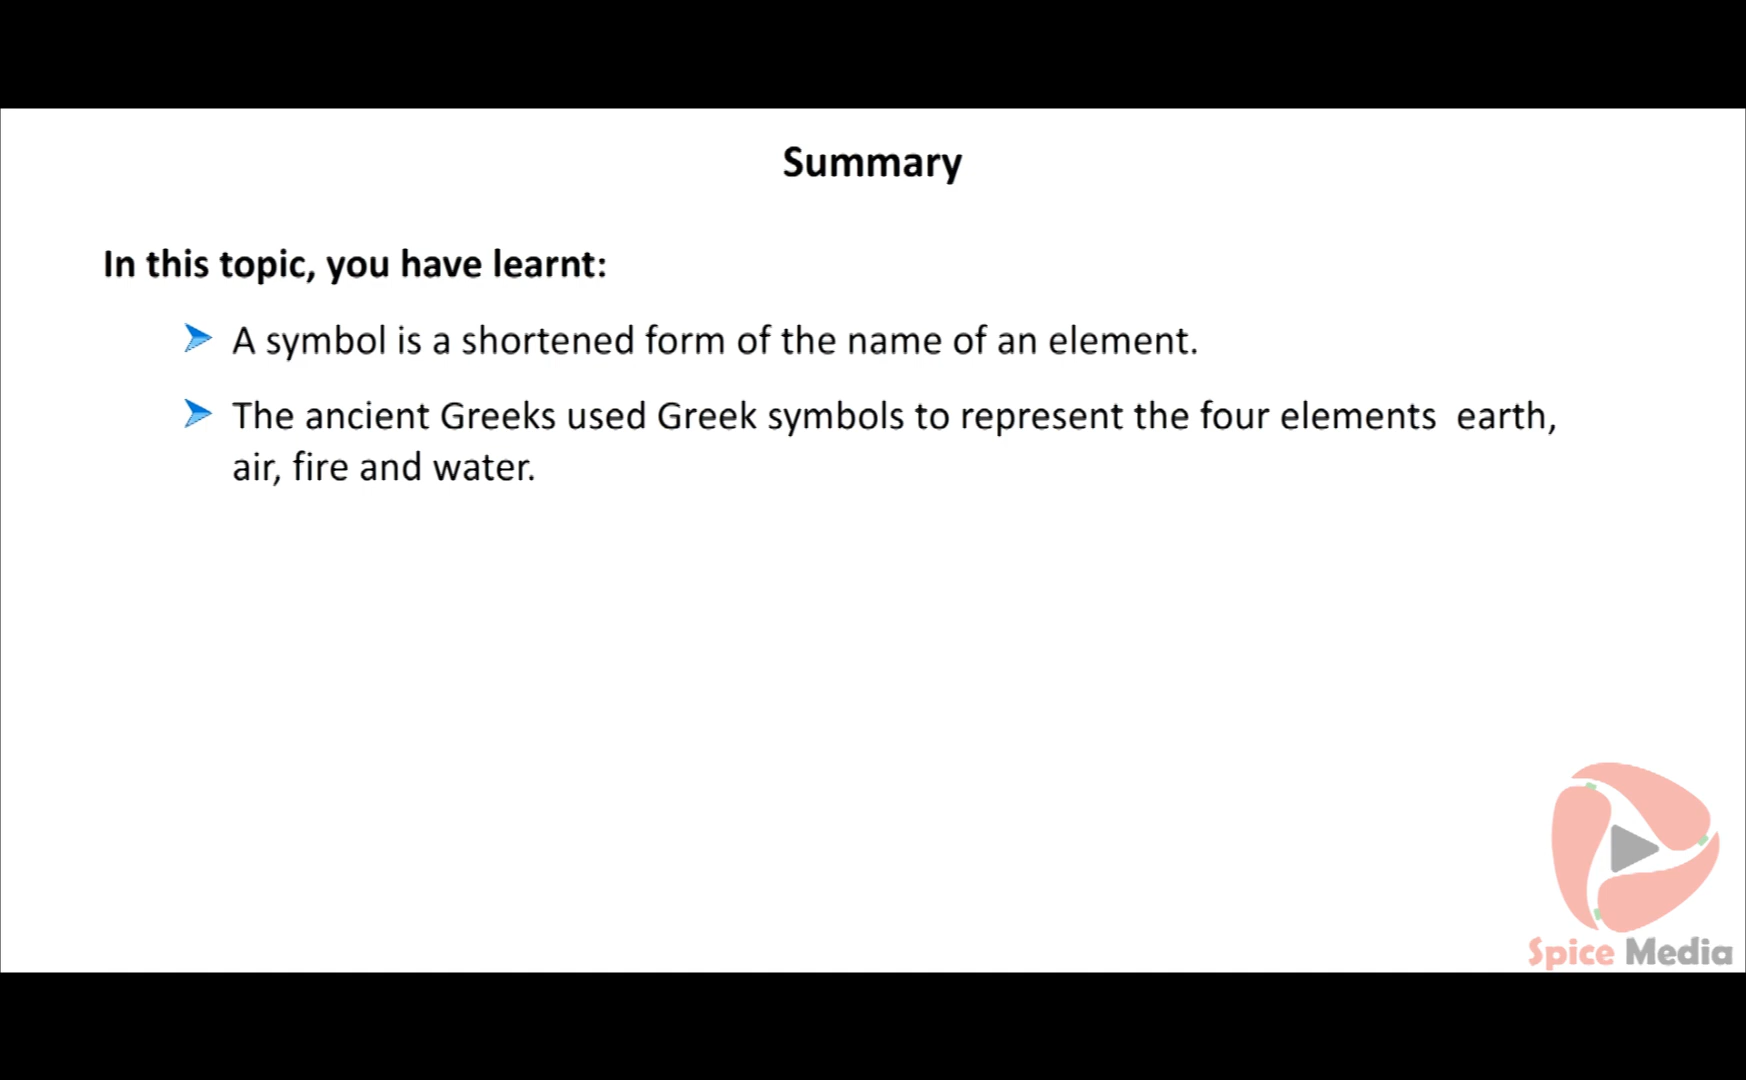 Summary
In this topic, you have learnt:
A symbol is a shortened form of the name of an element.
The ancient Greeks used Greek symbols to represent the four elements  earth,
air, fire and water.
Spice Media